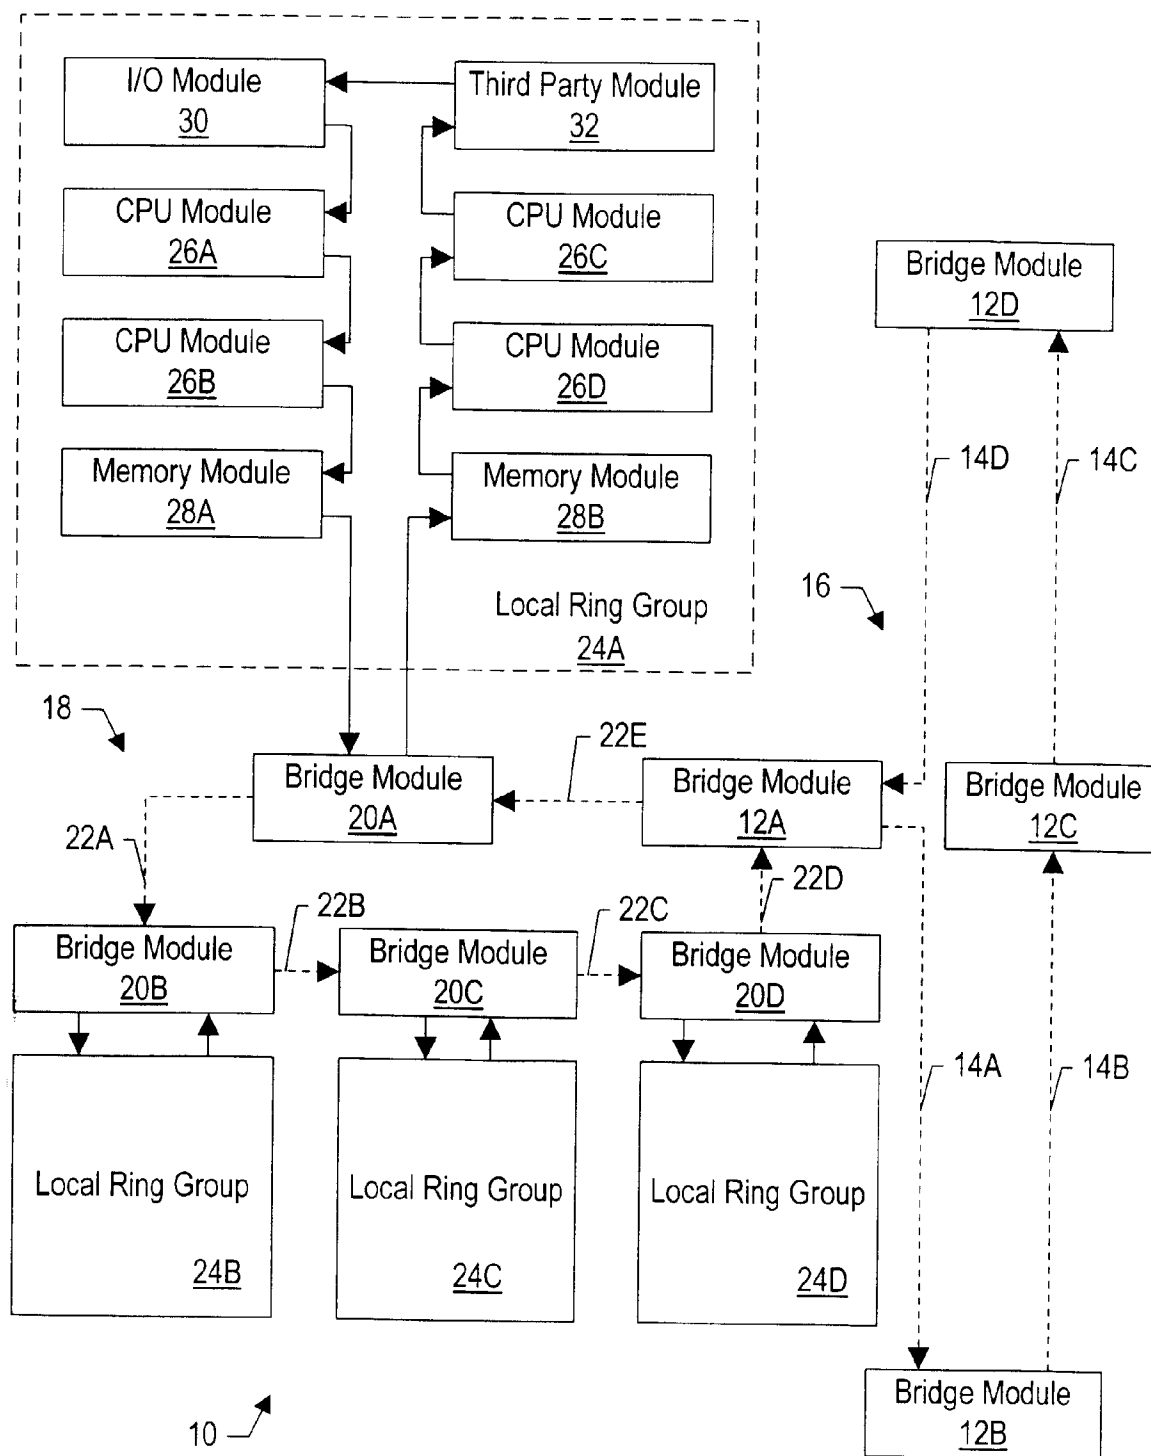 I/O Module
30
Third Party Module
32
CPU Module
26A
CPU Module
26C
Bridge Module
12D
CPU Module
26B
CPU Module
26D
Memory Module
28A
Memory Module
28B
14D
14C
16
Local Ring Group
24A
18
22E
Bridge Module
20A
Bridge Module
12A
Bridge Module
12C
22A
22B
22C
22D
Bridge Module
20B
Bridge Module
20C
Bridge Module
20D
14A
14B
Local Ring Group
24B
Local Ring Group
24C
Local Ring Group
24D
Bridge Module
12B
10